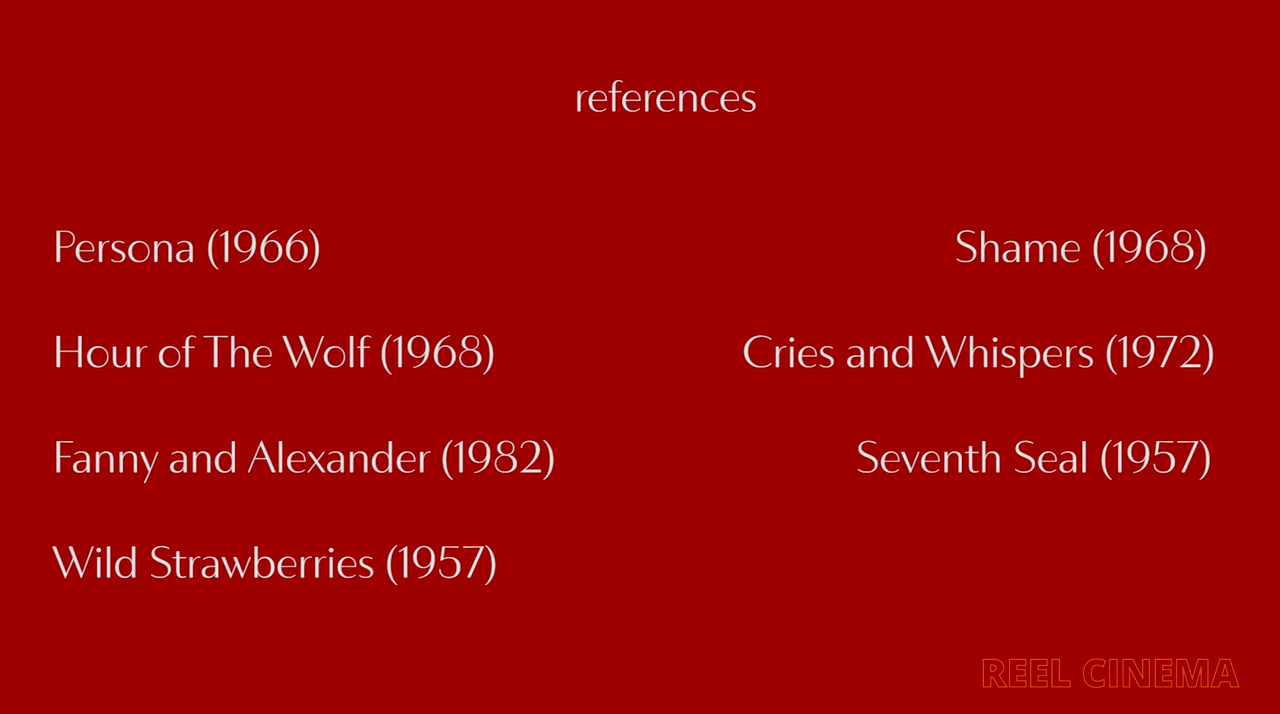 references
Persona (1966)
Shame (1968)
Hour of The Wolf (1968)
Cries and Whispers (1972)
Fanny and Alexander (1982)
Seventh Seal (1957)
Wild Strawberries (1957)
REEL CINEMA